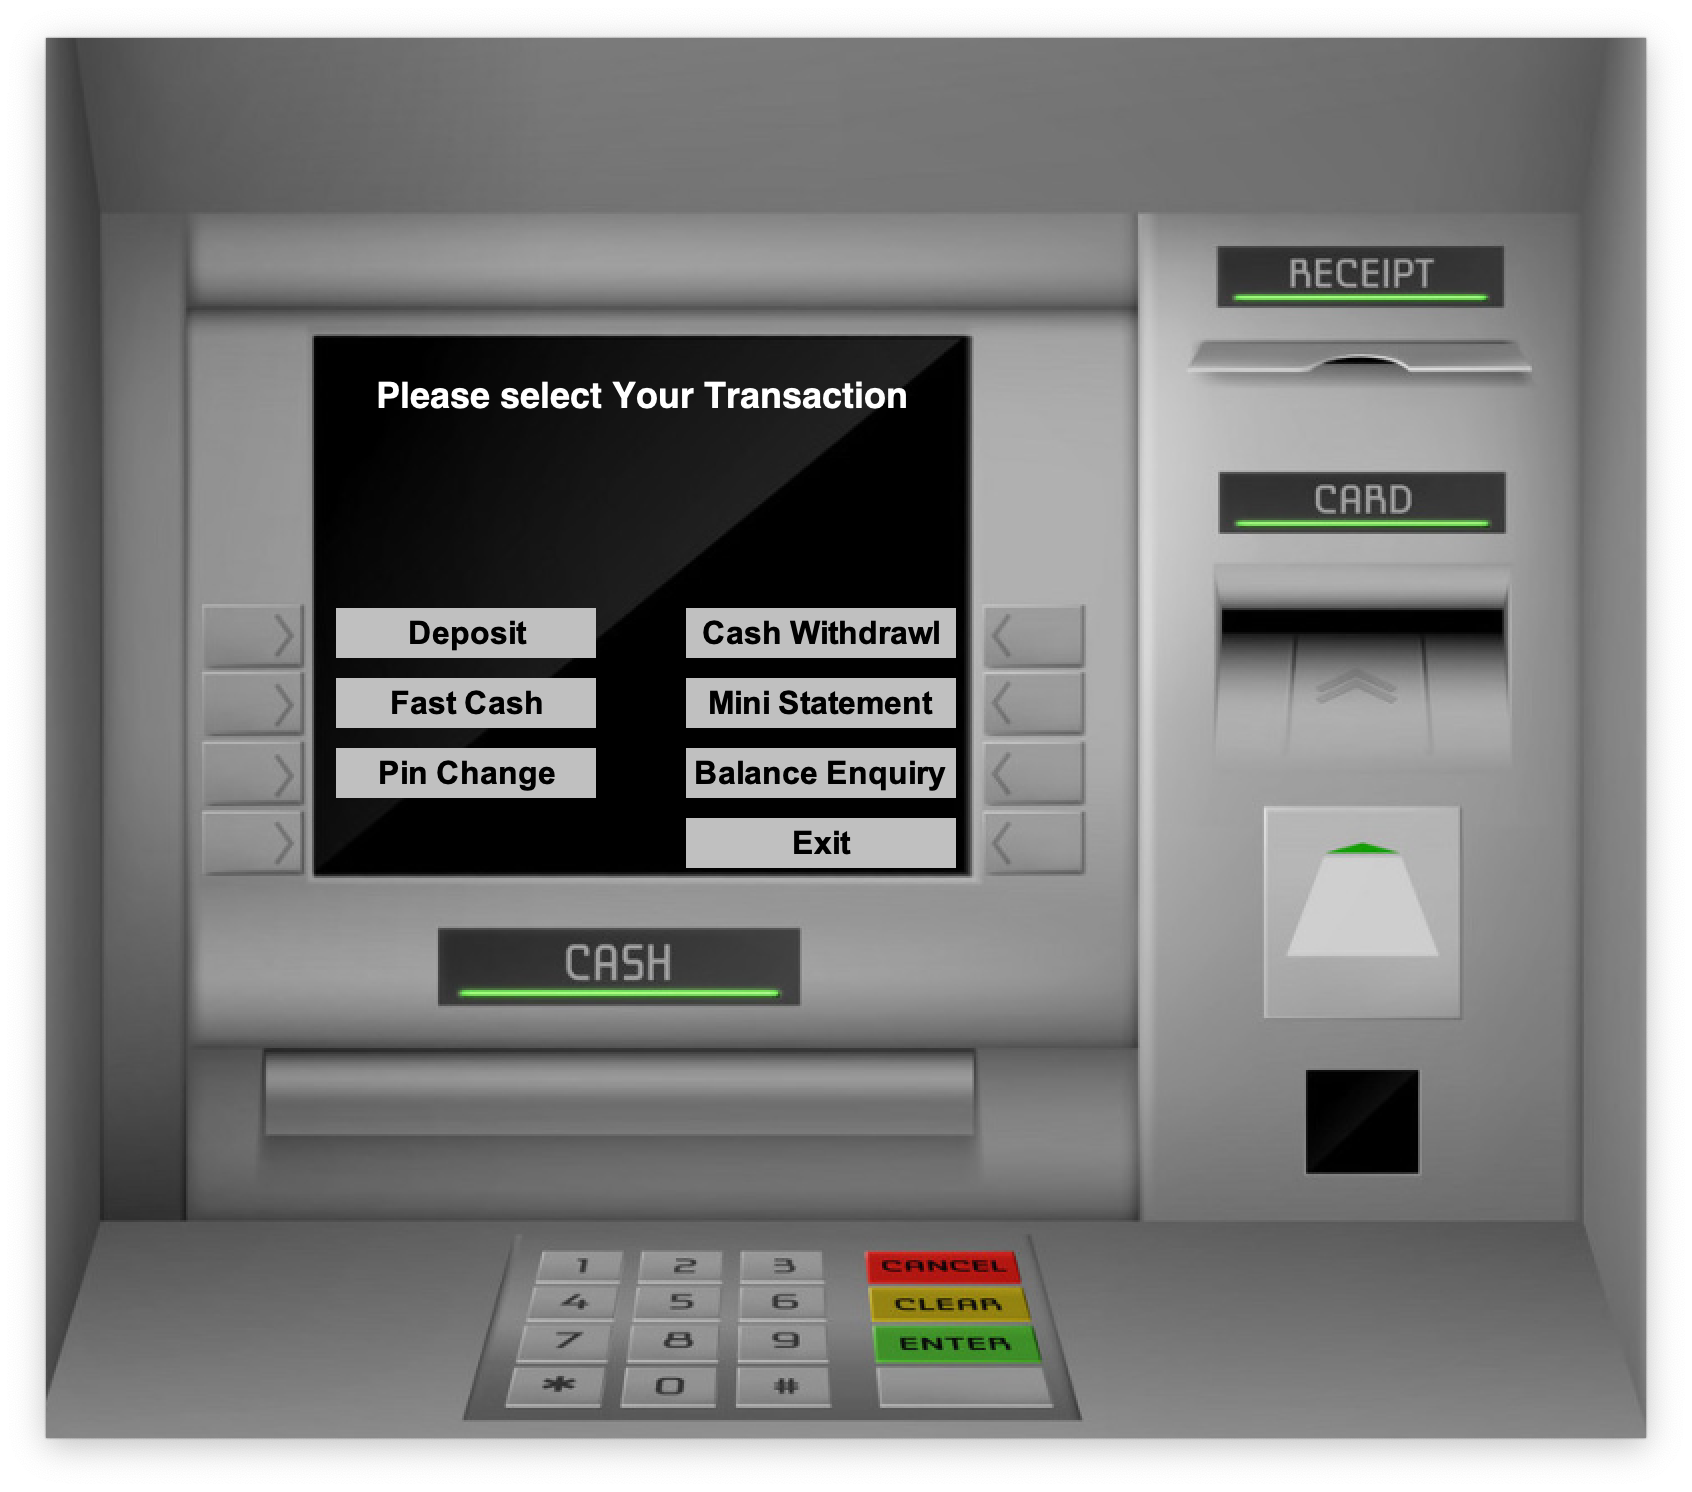 RECEIPT
Please select Your Transaction
CARD
Deposit
Cash Withdrawl
Fast Cash
Mini Statement
Pin Change
Balance Enquiry
Exit
CASH
1 2 3 CANCEL
4 5 6 CLEAR
7 8 9 ENTER
* 0 #